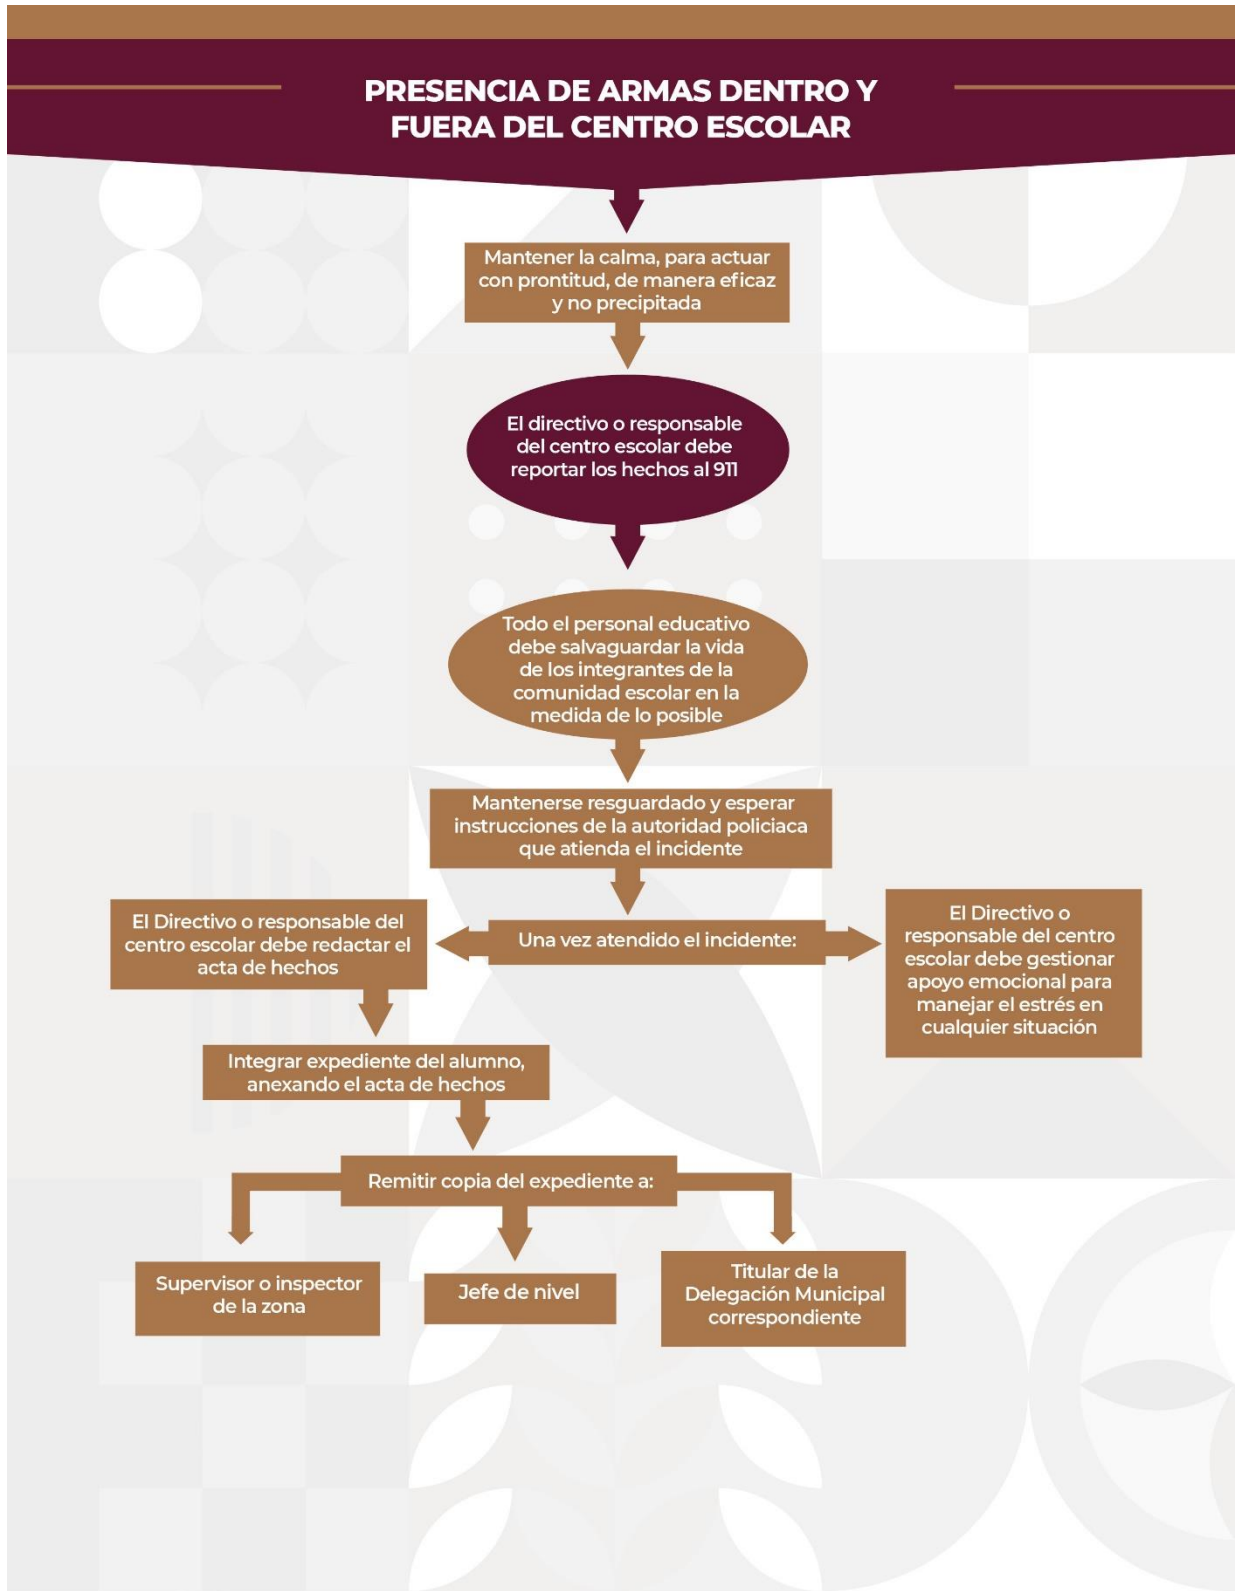 PRESENCIA DE ARMAS DENTRO Y
FUERA DEL CENTRO ESCOLAR
Mantener la calma, para actuar
con prontitud, de manera eficaz
y no precipitada
El directivo o responsable
del centro escolar debe
reportar los hechos al 911
Todo el personal educativo
debe salvaguardar la vida
de los integrantes de la
comunidad escolar en la
medida de lo posible
Mantenerse resguardado y esperar
instrucciones de la autoridad policiaca
que atienda el incidente
Una vez atendido el incidente:
El Directivo o responsable del
centro escolar debe redactar el
acta de hechos
El Directivo o
responsable del centro
escolar debe gestionar
apoyo emocional para
manejar el estrés en
cualquier situación
Integrar expediente del alumno,
anexando el acta de hechos
Remitir copia del expediente a:
Supervisor o inspector
de la zona
Jefe de nivel
Titular de la
Delegación Municipal
correspondiente